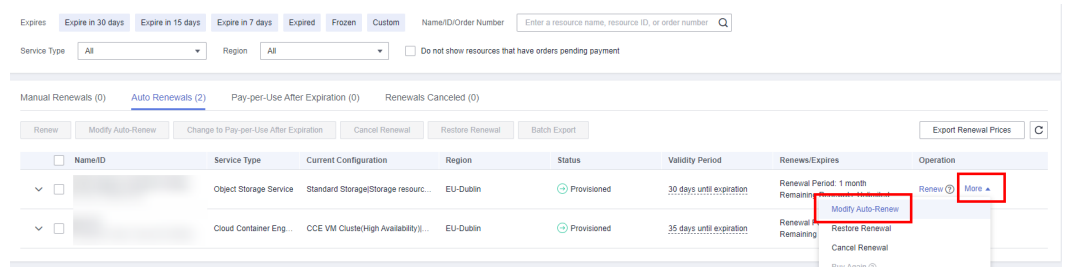 Expires Expire in 30 days Expire in 15 days Expire in 7 days Expired Frozen Custom Name/ID/Order Number Enter a resource name, resource ID, or order number
Service Type All Region All Do not show resources that have orders pending payment
Manual Renewals (0) Auto Renewals (2) Pay-per-Use After Expiration (0) Renewals Canceled (0)
Renew Modify Auto-Renew Change to Pay-per-Use After Expiration Cancel Renewal Restore Renewal Batch Export Export Renewal Prices
Name/ID Service Type Current Configuration Region Status Validity Period Renews/Expires Operation
Object Storage Service Standard Storage|Storage resourc... EU-Dublin Provisioned 30 days until expiration Renewal Period: 1 month Renew More
Remaining
Modify Auto-Renew
Cloud Container Eng... CCE VM Cluste(High Availability)|... EU-Dublin Provisioned 35 days until expiration Renewal Restore Renewal
Remaining
Cancel Renewal